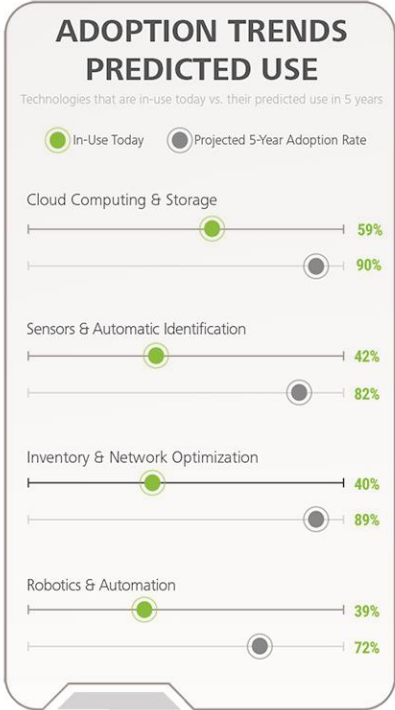 ADOPTION TRENDS
PREDICTED USE
Technologies that are in-use today vs. their predicted use in 5 years
In-Use Today Projected 5-Year Adoption Rate
Cloud Computing & Storage
59%
90%
Sensors & Automatic Identification
42%
82%
Inventory & Network Optimization
40%
89%
Robotics & Automation
39%
72%